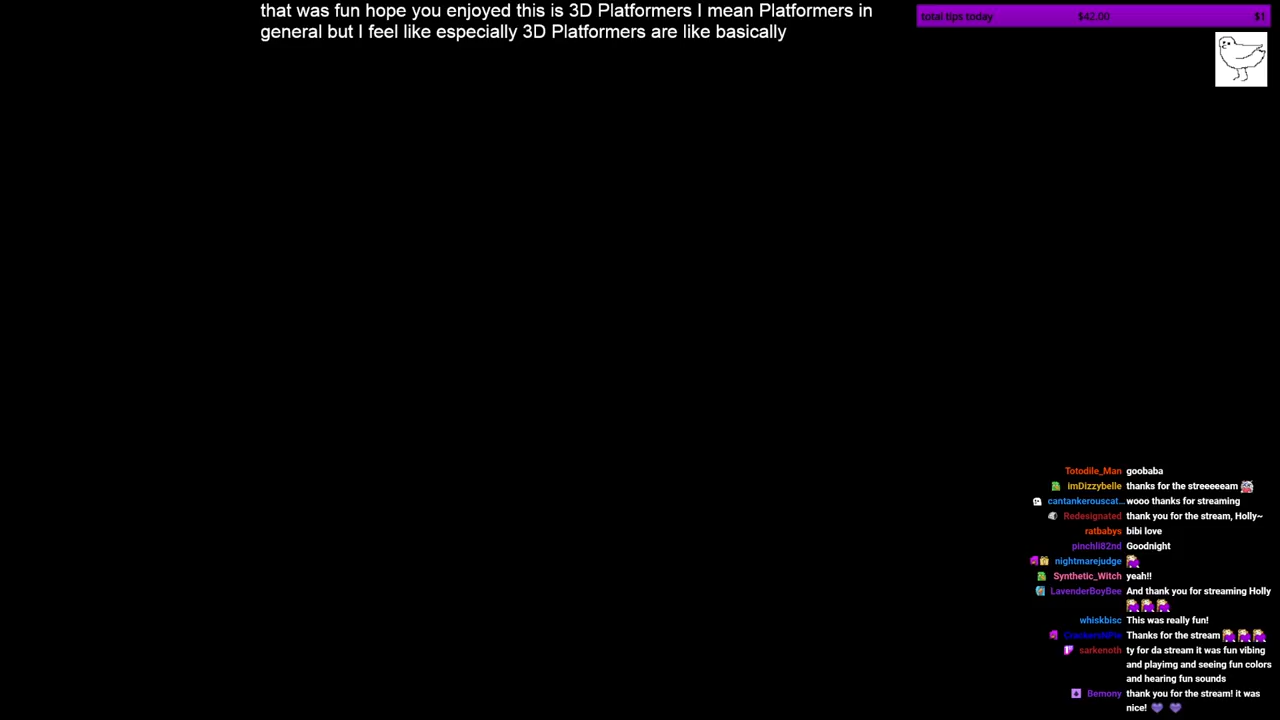 that was fun hope you enjoyed this is 3D Platformers I mean Platformers in
general but I feel like especially 3D Platformers are like basically
total tips today $42.00 $1
Totodile_Man goobaba
imDizzybelle thanks for the streeeeeam
cantankerouscat... wooo thanks for streaming
Redesignated thank you for the stream, Holly~
ratbabys bibi love
pinchli82nd Goodnight
nightmarejudge
Synthetic_Witch yeah!!
LavenderBoyBee And thank you for streaming Holly
whiskbisc This was really fun!
Thanks for the stream
sarkenoth ty for da stream it was fun vibing
and playimg and seeing fun colors
and hearing fun sounds
Bemony thank you for the stream! it was
nice!